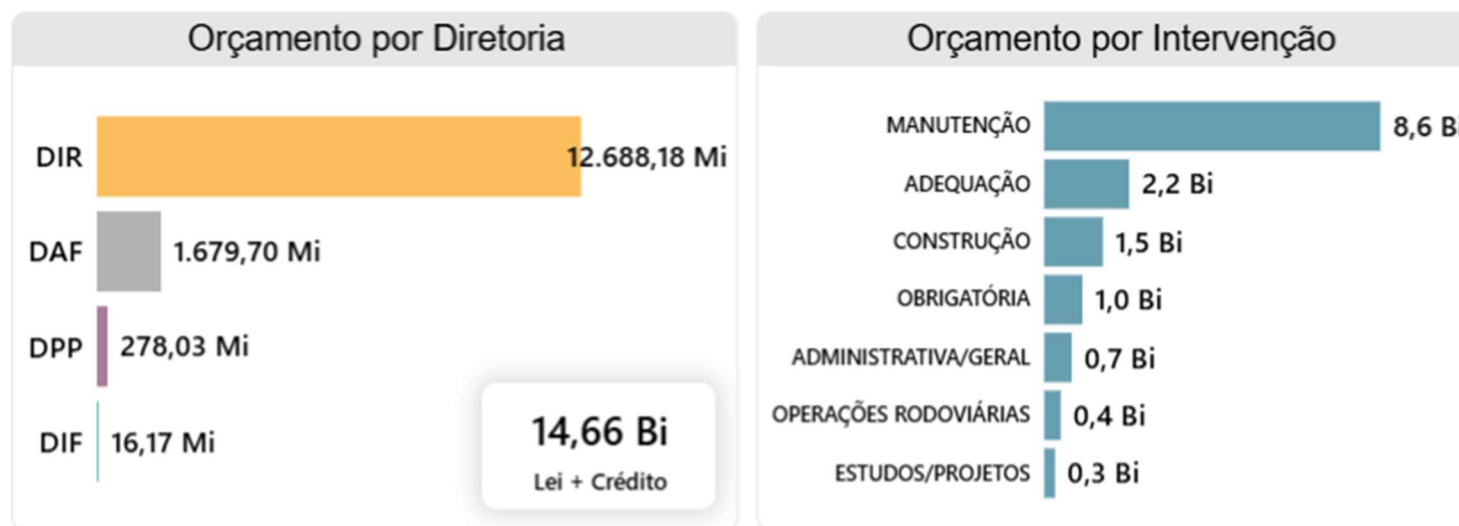 Orçamento por Diretoria
DIR 12.688,18 Mi
DAF 1.679,70 Mi
DPP 278,03 Mi
DIF 16,17 Mi
14,66 Bi
Lei + Crédito
Orçamento por Intervenção
MANUTENÇÃO 8,6 Bi
ADEQUAÇÃO 2,2 Bi
CONSTRUÇÃO 1,5 Bi
OBRIGATÓRIA 1,0 Bi
ADMINISTRATIVA/GERAL 0,7 Bi
OPERAÇÕES RODOVIÁRIAS 0,4 Bi
ESTUDOS/PROJETOS 0,3 Bi